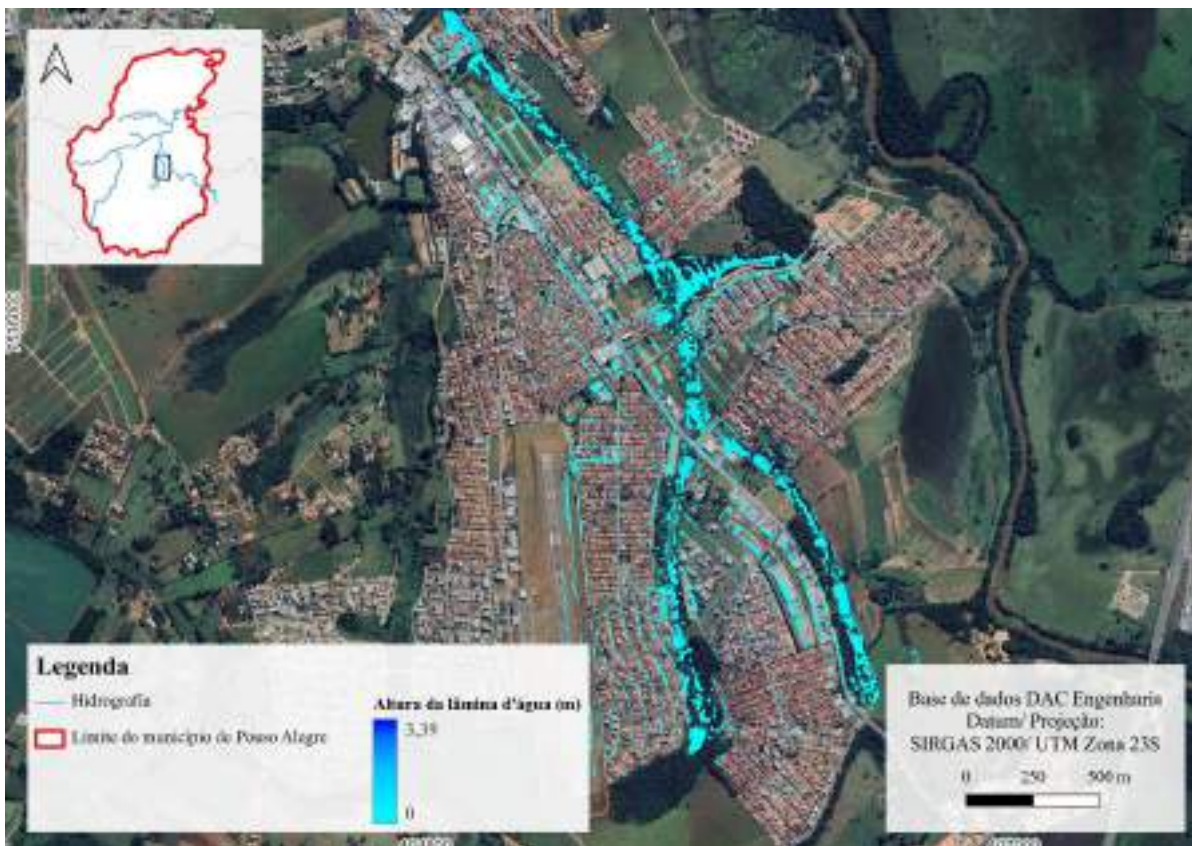 Legenda
Hidrografia
Limite do município de Pouso Alegre
Altura da lâmina d'água (m)
3,39
0
Base de dados DAC Engenharia
Datum/ Projeção:
SIRGAS 2000/ UTM Zona 23S
0 250 500 m